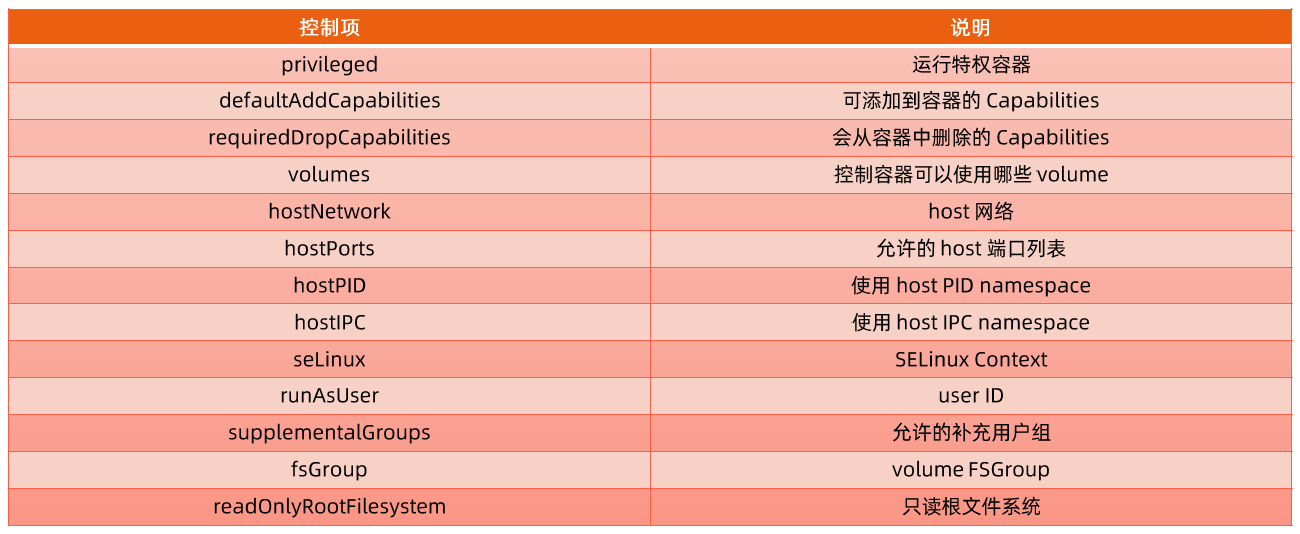 控制项 说明
privileged 运行特权容器
defaultAddCapabilities 可添加到容器的 Capabilities
requiredDropCapabilities 会从容器中删除的 Capabilities
volumes 控制容器可以使用哪些 volume
hostNetwork host 网络
hostPorts 允许的 host 端口列表
hostPID 使用 host PID namespace
hostIPC 使用 host IPC namespace
seLinux SELinux Context
runAsUser user ID
supplementalGroups 允许的补充用户组
fsGroup volume FSGroup
readOnlyRootFilesystem 只读根文件系统